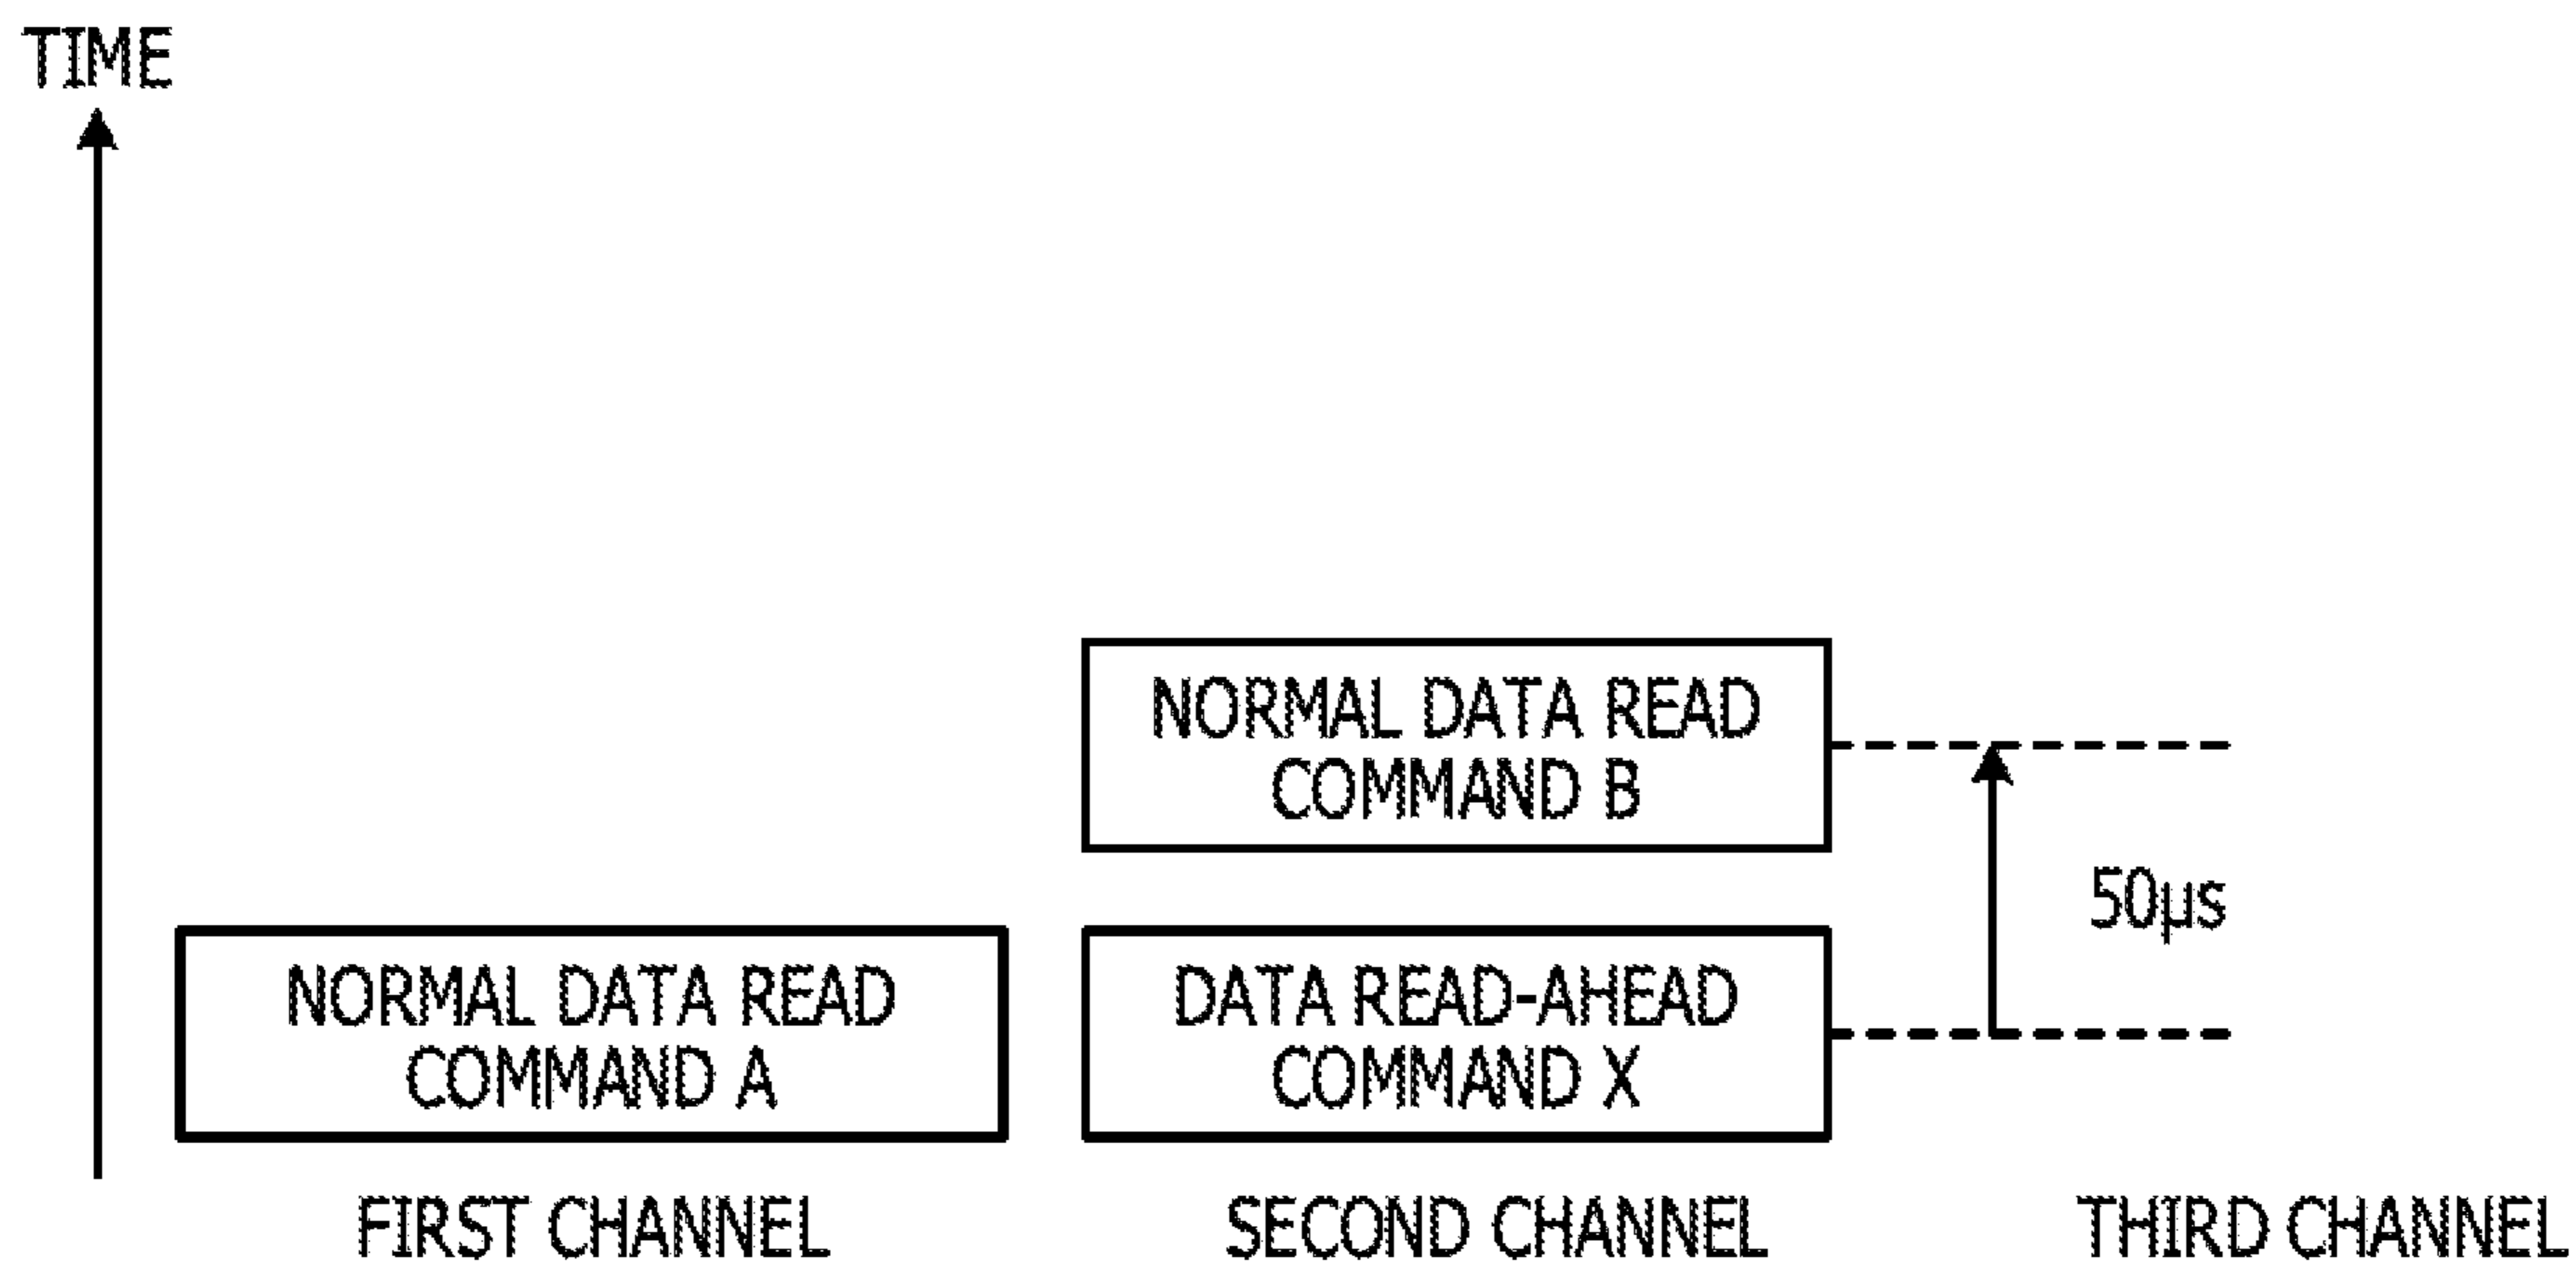 TIME
NORMAL DATA READ
COMMAND B
50μs
NORMAL DATA READ
COMMAND A
DATA READ-AHEAD
COMMAND X
FIRST CHANNEL
SECOND CHANNEL
THIRD CHANNEL